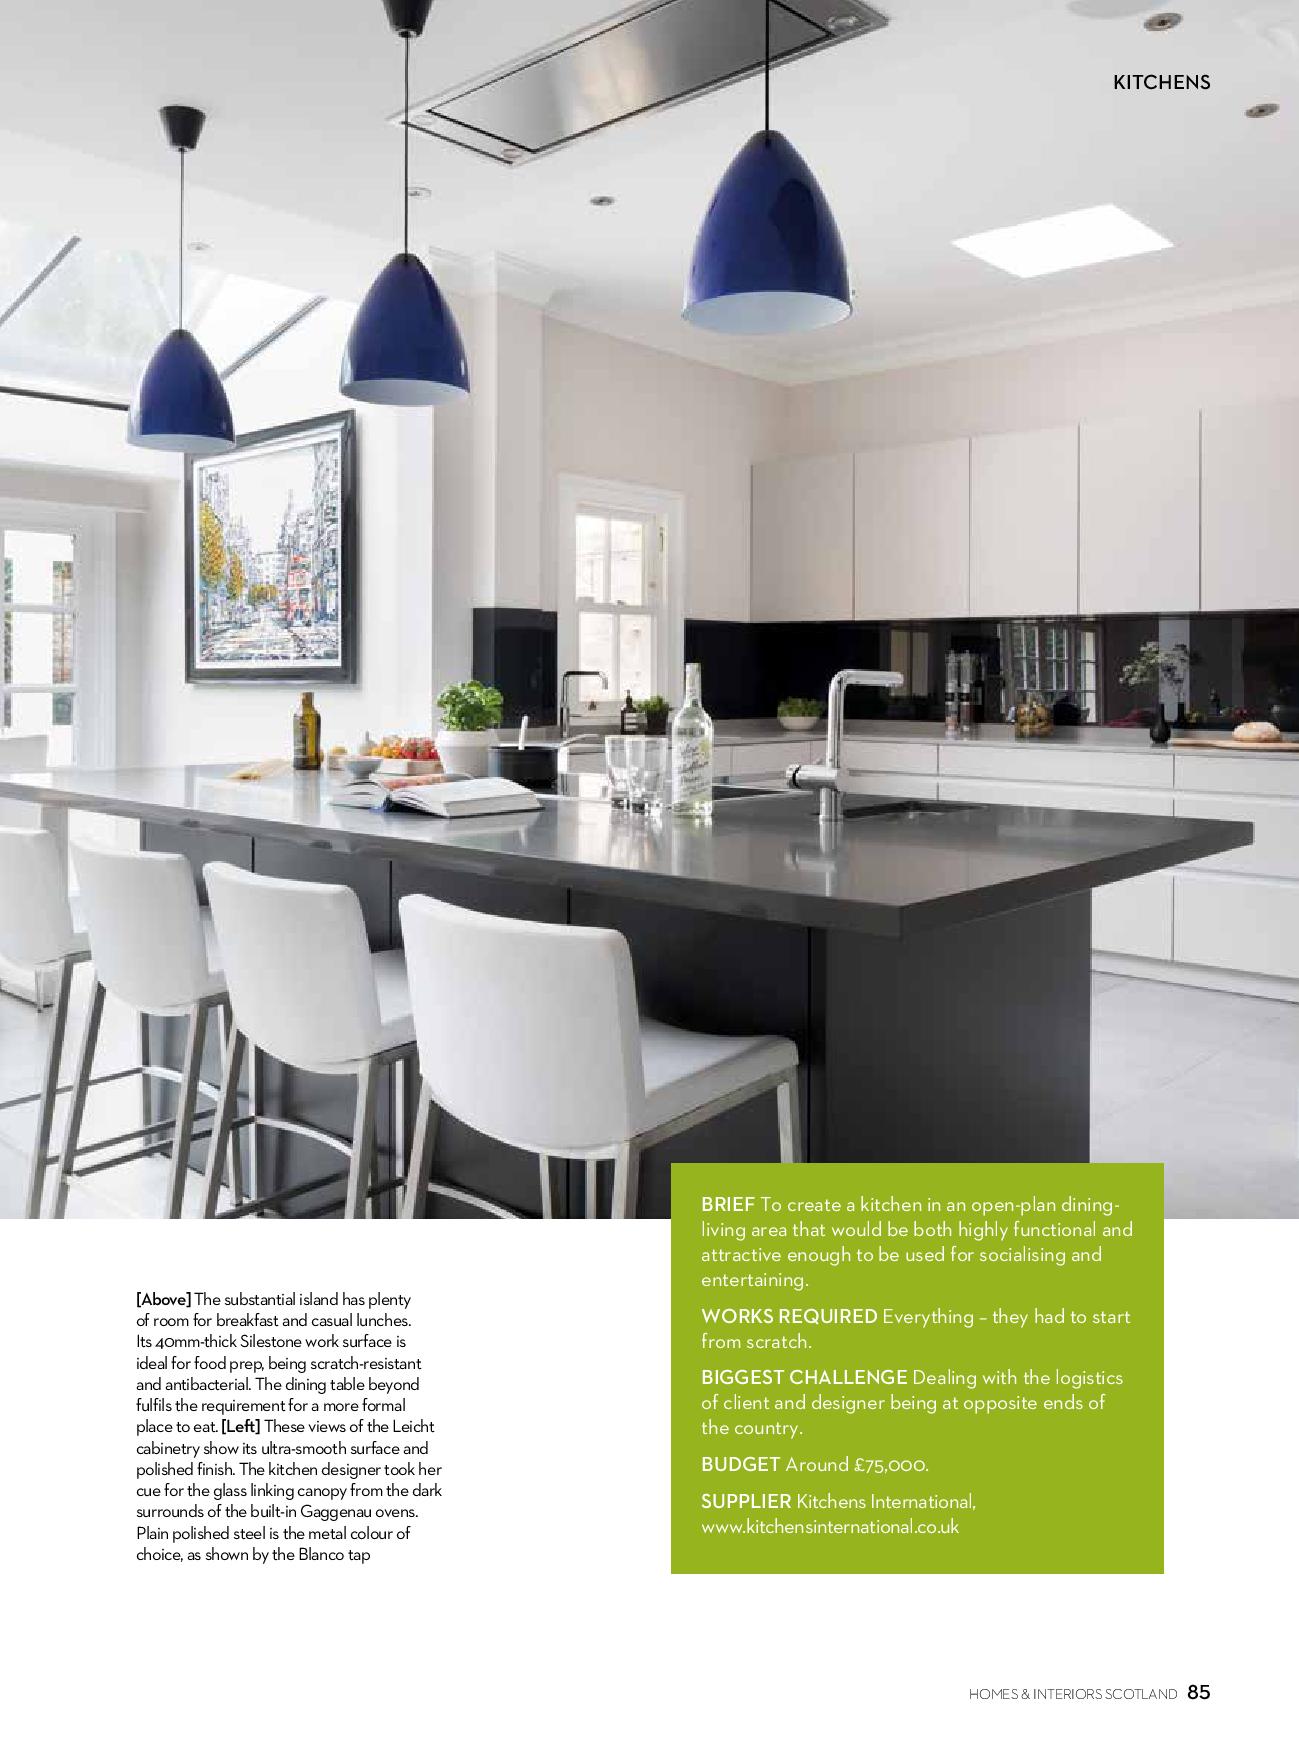 KITCHENS
BRIEF To create a kitchen in an open-plan dining-
living area that would be both highly functional and
attractive enough to be used for socialising and
entertaining.
WORKS REQUIRED Everything – they had to start
from scratch.
BIGGEST CHALLENGE Dealing with the logistics
of client and designer being at opposite ends of
the country.
BUDGET Around £75,000.
SUPPLIER Kitchens International,
www.kitchensinternational.co.uk
[Above] The substantial island has plenty
of room for breakfast and casual lunches.
Its 40mm-thick Silestone work surface is
ideal for food prep, being scratch-resistant
and antibacterial. The dining table beyond
fulfils the requirement for a more formal
place to eat. [Left] These views of the Leicht
cabinetry show its ultra-smooth surface and
polished finish. The kitchen designer took her
cue for the glass linking canopy from the dark
surrounds of the built-in Gaggenau ovens.
Plain polished steel is the metal colour of
choice, as shown by the Blanco tap
HOMES & INTERIORS SCOTLAND 85